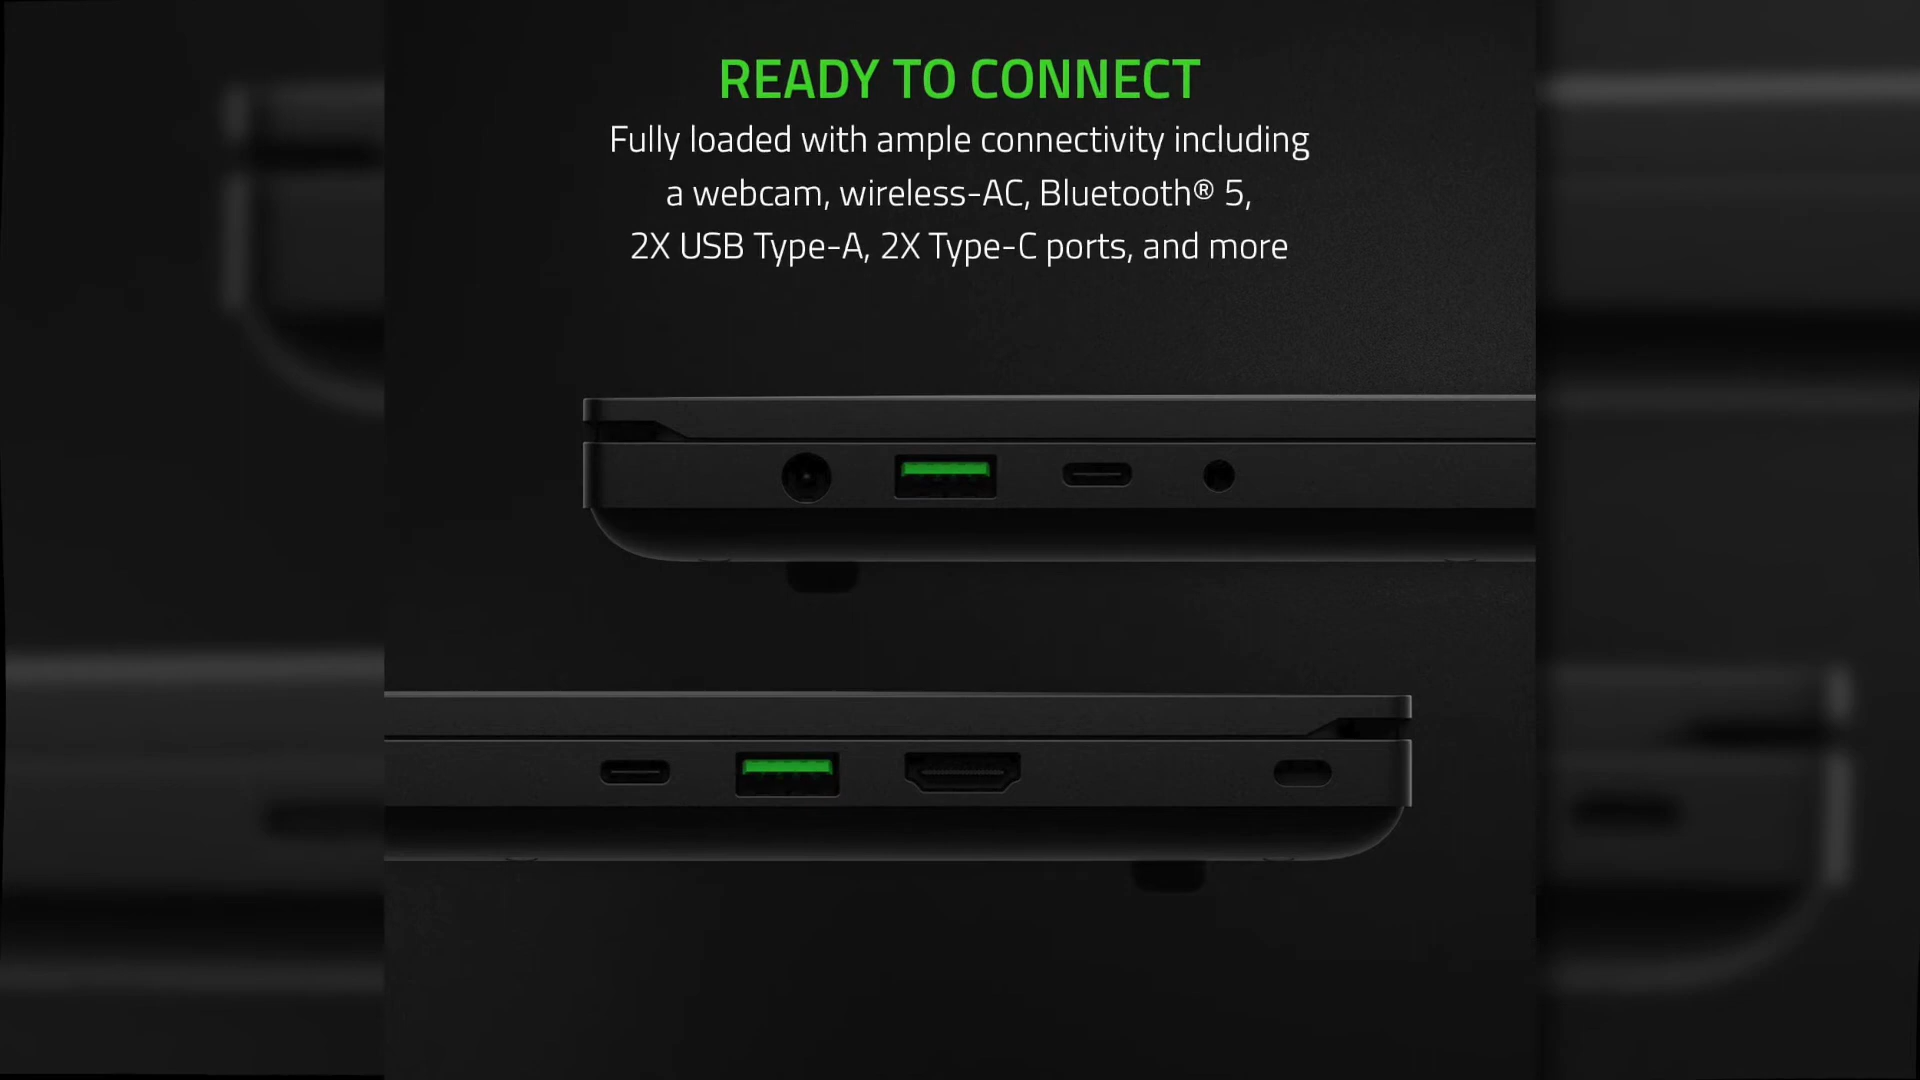 READY TO CONNECT
Fully loaded with ample connectivity including
a webcam, wireless-AC, Bluetooth® 5,
2X USB Type-A, 2X Type-C ports, and more